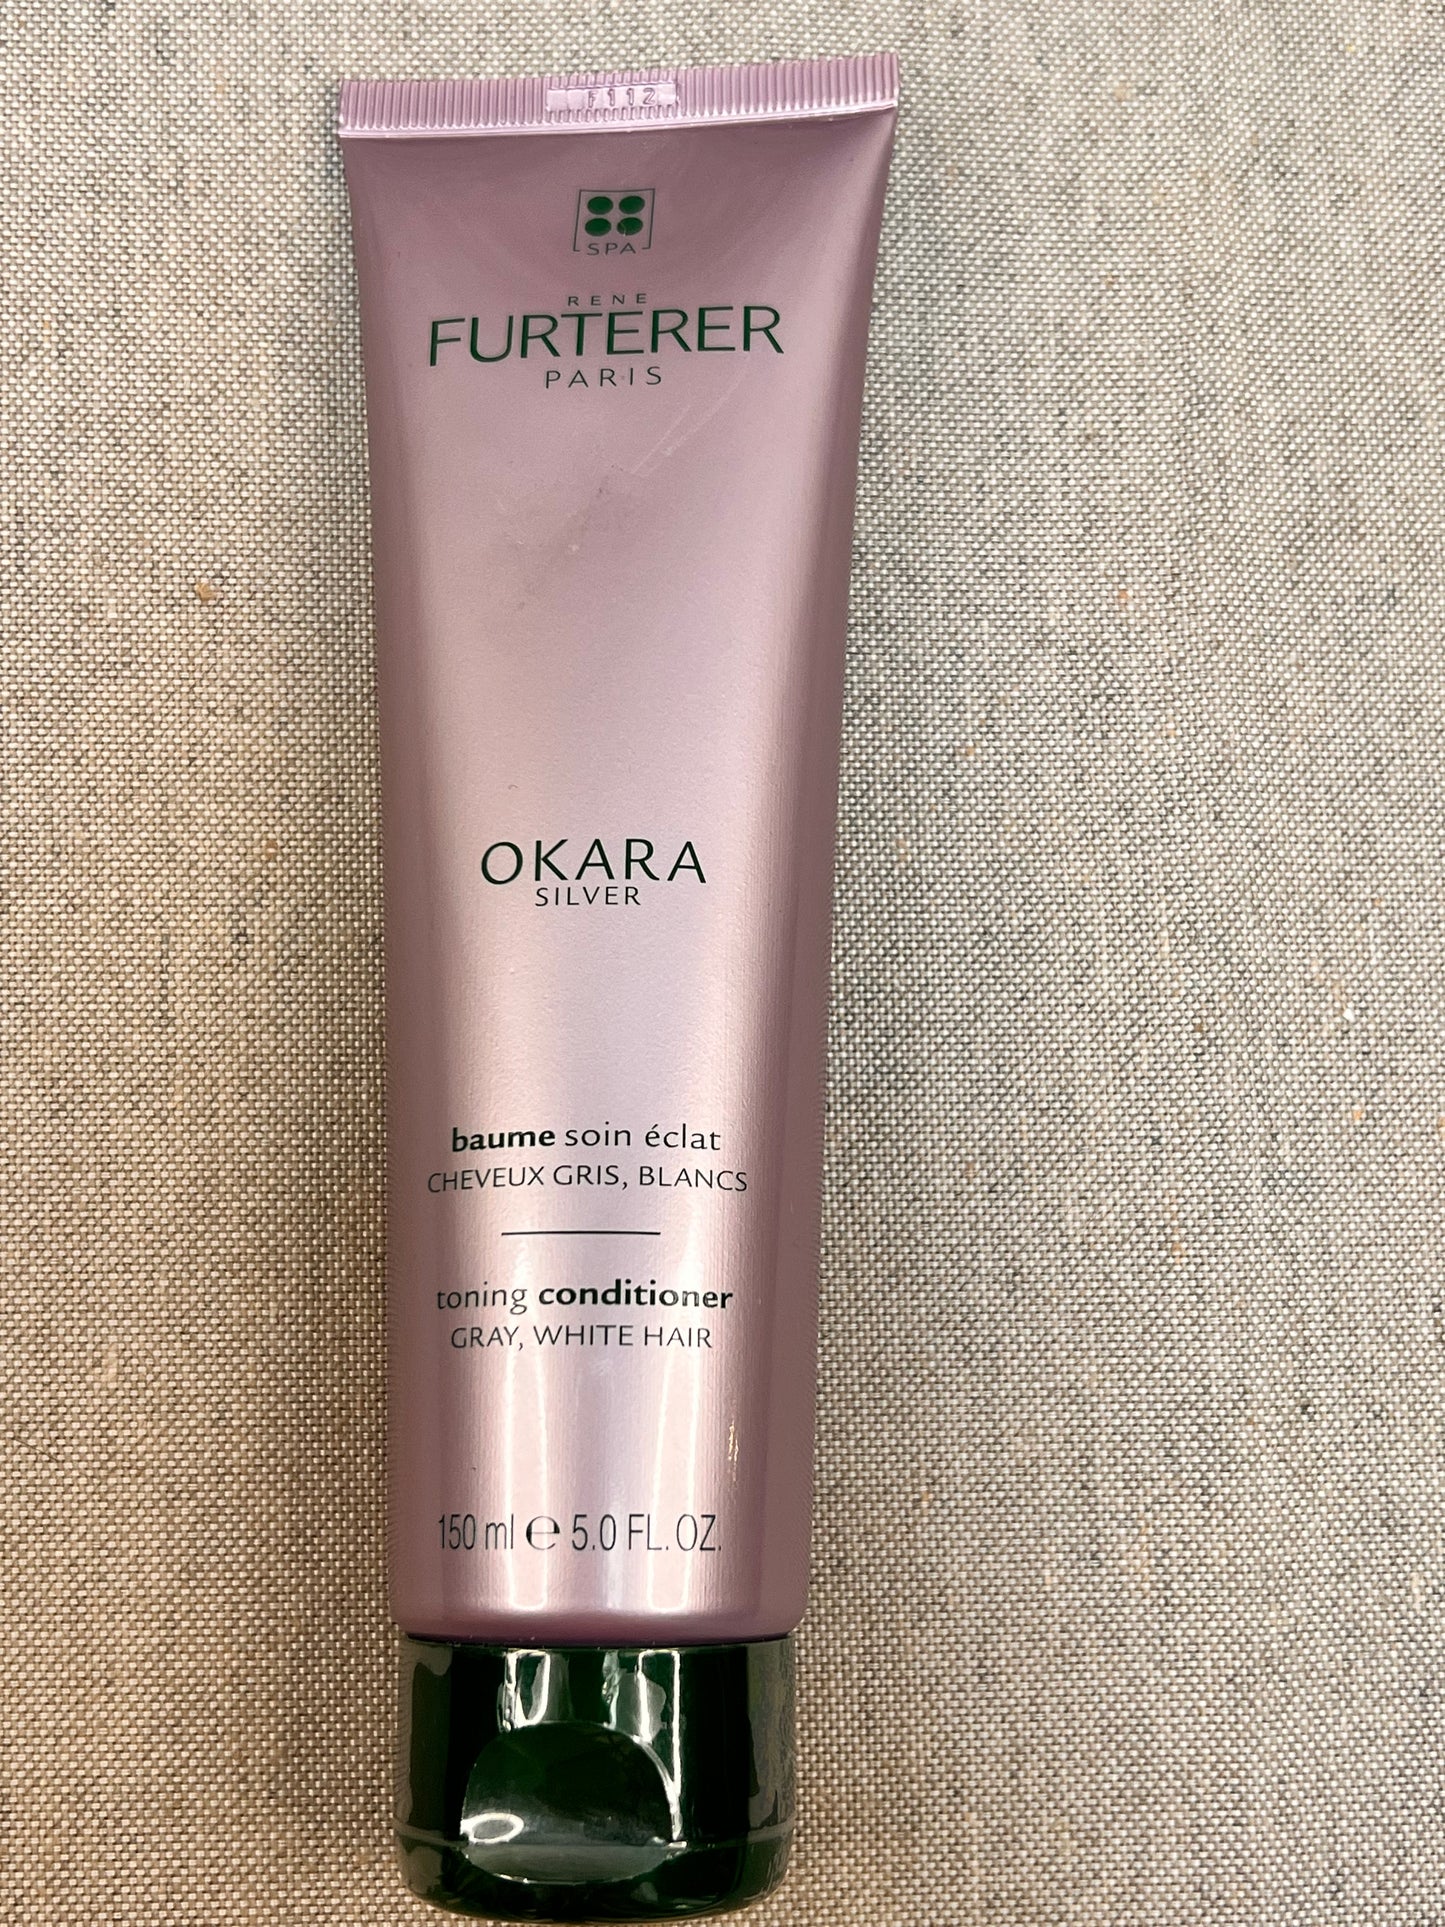 F112
SPA
RENE
FURTERER
PARIS
OKARA
SILVER
baume soin éclat
CHEVEUX GRIS, BLANCS
toning conditioner
GRAY, WHITE HAIR
150 ml e 5.0 FL. OZ.